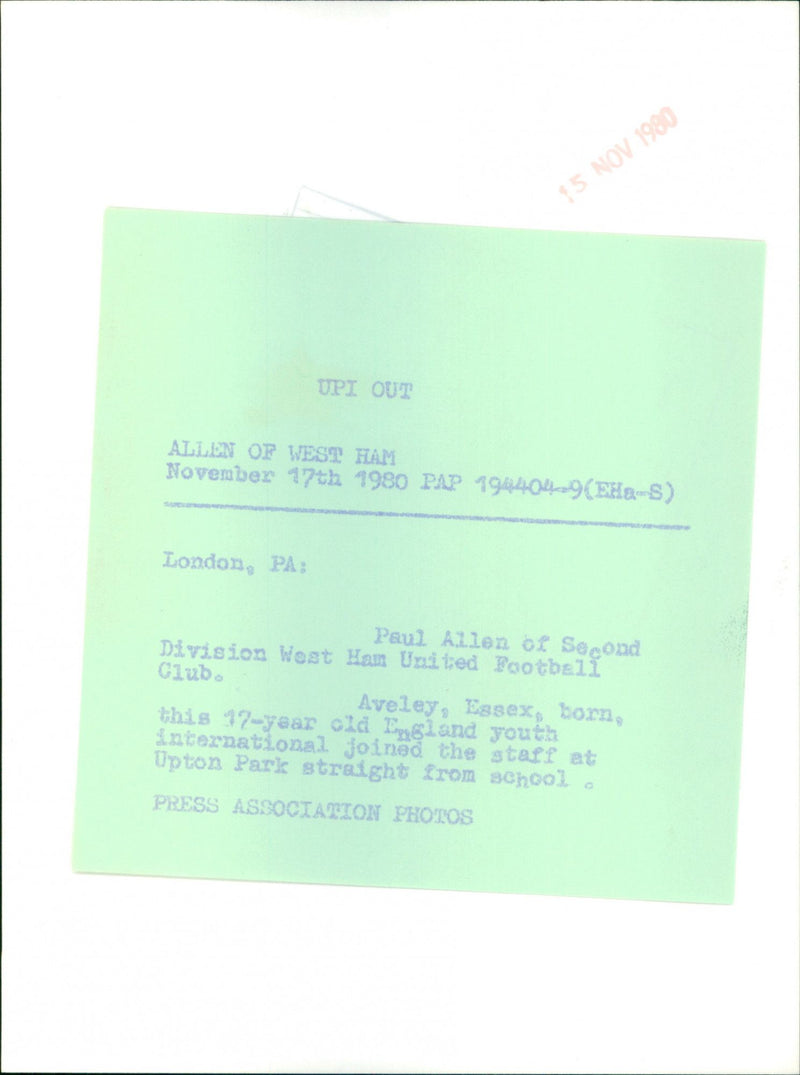 15 NOV 1980
UPI OUT
ALLEN OF WEST HAM
November 17th 1980 PAP 194404-9(EHa-S)
London, PA:
Paul Allen of Second
Division West Ham United Football
Club.
Aveley, Essex, born,
this 17-year old England youth
international joined the staff at
Upton Park straight from school .
PRESS ASSOCIATION PHOTOS